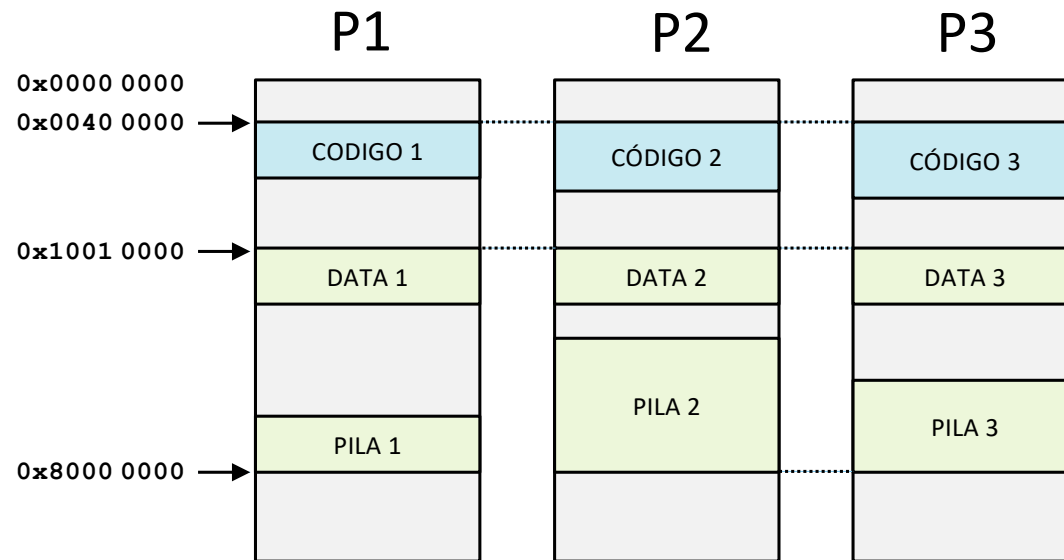 P1 P2 P3
0x0000 0000
0x0040 0000
CODIGO 1 CÓDIGO 2 CÓDIGO 3
0x1001 0000
DATA 1 DATA 2 DATA 3
PILA 1 PILA 2 PILA 3
0x8000 0000